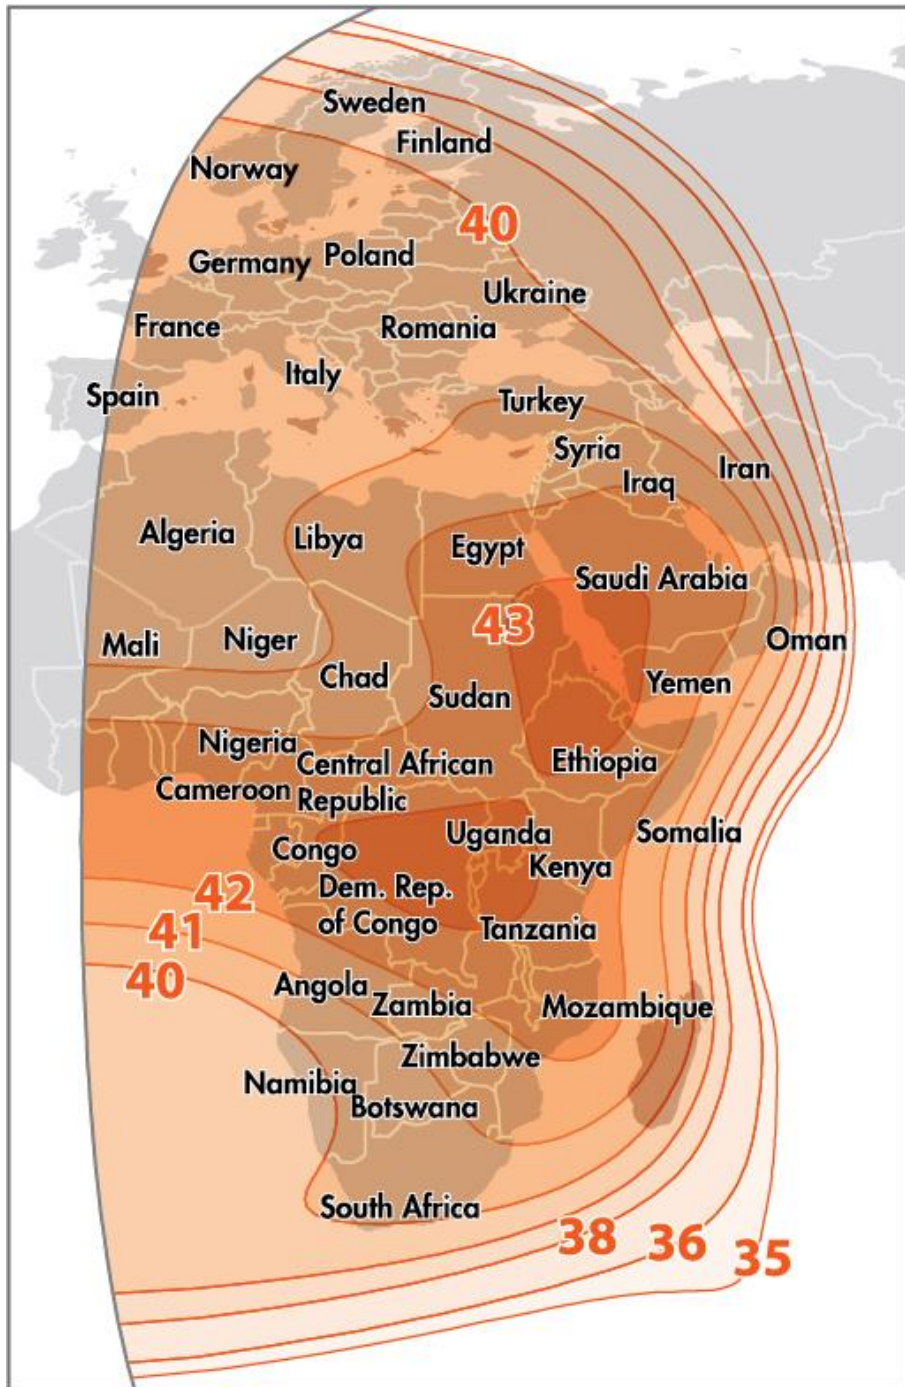 Sweden
Finland
Norway
40
Germany
Poland
Ukraine
France
Romania
Italy
Spain
Turkey
Syria
Iran
Iraq
Algeria
Libya
Egypt
Saudi Arabia
43
Mali
Niger
Oman
Chad
Sudan
Yemen
Nigeria
Central African
Republic
Ethiopia
Cameroon
Uganda
Somalia
Congo
Kenya
Dem. Rep.
of Congo
42
41
Tanzania
40
Angola
Zambia
Mozambique
Zimbabwe
Namibia
Botswana
South Africa
38
36
35